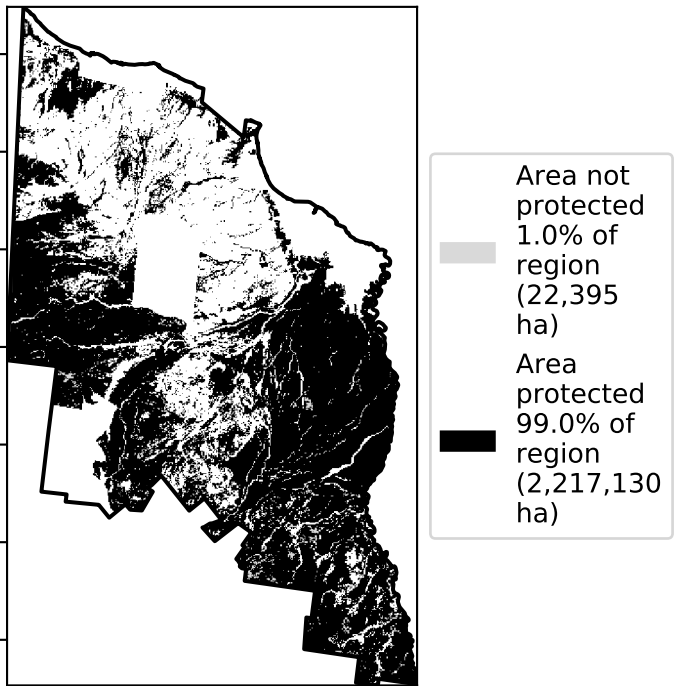 Area not
protected
1.0% of
region
(22,395
ha)
Area
protected
99.0% of
region
(2,217,130
ha)